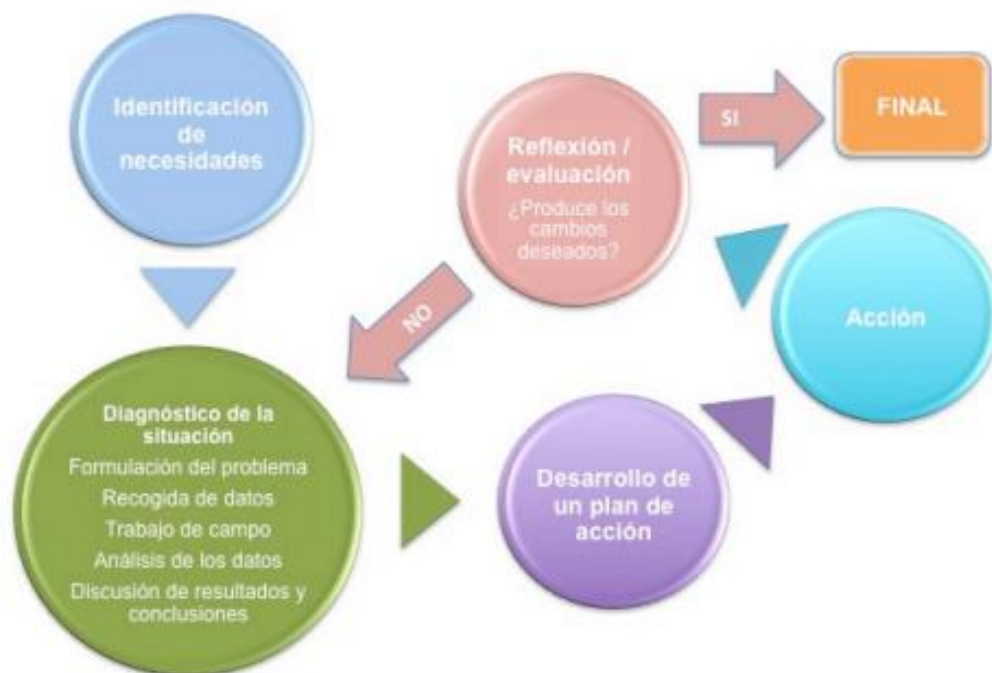 Identificación
de
necesidades
Diagnóstico de la
situación
Formulación del problema
Recogida de datos
Trabajo de campo
Análisis de los datos
Discusión de resultados y
conclusiones
Desarrollo de
un plan de
acción
Acción
Reflexión /
evaluación
¿Produce los
cambios
deseados?
NO
SI
FINAL